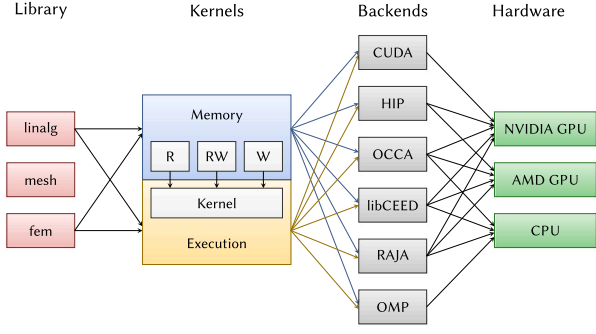 Library
Kernels
Backends
Hardware
linalg
mesh
fem
Memory
R
RW
W
Kernel
Execution
CUDA
HIP
OCCA
libCEED
RAJA
OMP
NVIDIA GPU
AMD GPU
CPU